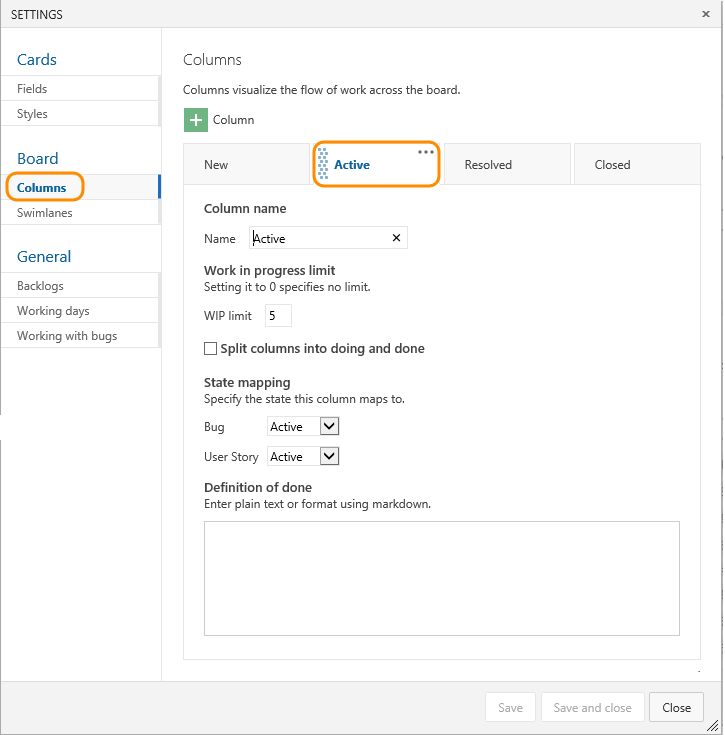 SETTINGS
Cards
Fields
Styles
Board
Columns
Swimlanes
General
Backlogs
Working days
Working with bugs
Columns
Columns visualize the flow of work across the board.
Column
New
Active
Resolved
Closed
Column name
Name Active
Work in progress limit
Setting it to 0 specifies no limit.
WIP limit 5
Split columns into doing and done
State mapping
Specify the state this column maps to.
Bug Active
User Story Active
Definition of done
Enter plain text or format using markdown.
Save
Save and close
Close